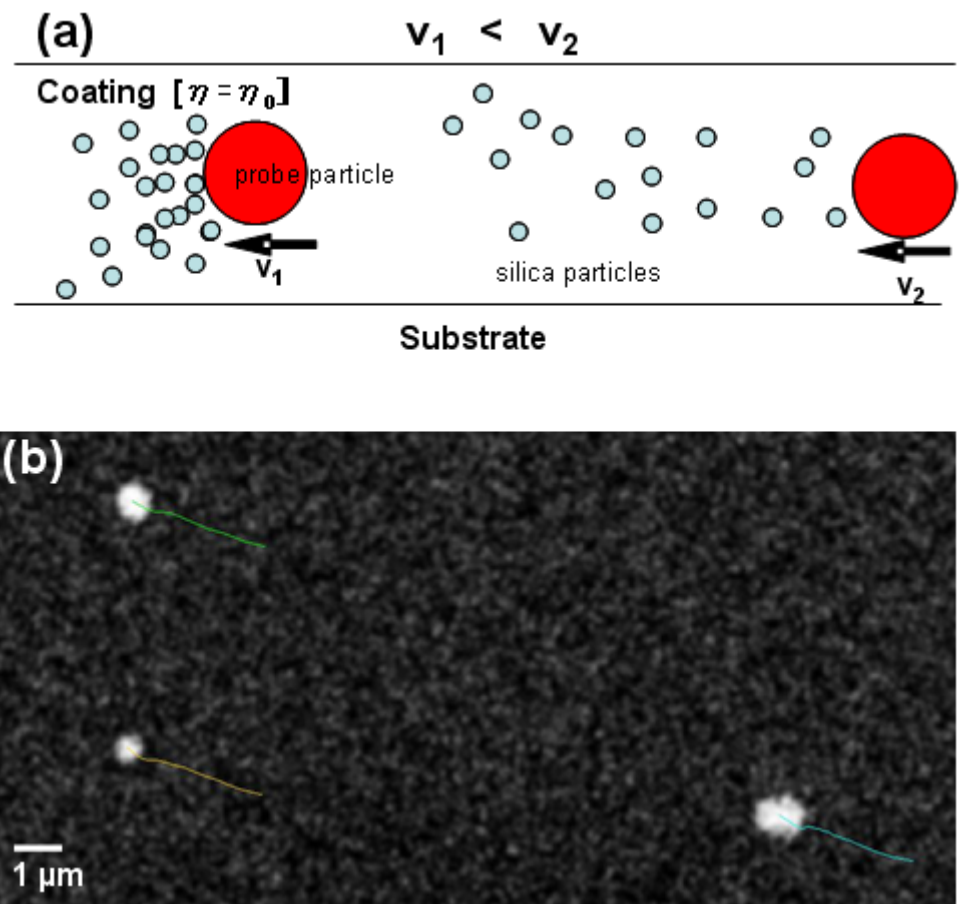 (a)
v₁ < v₂
Coating [η = η₀]
probe particle
v₁
silica particles
v₂
Substrate
(b)
1 µm